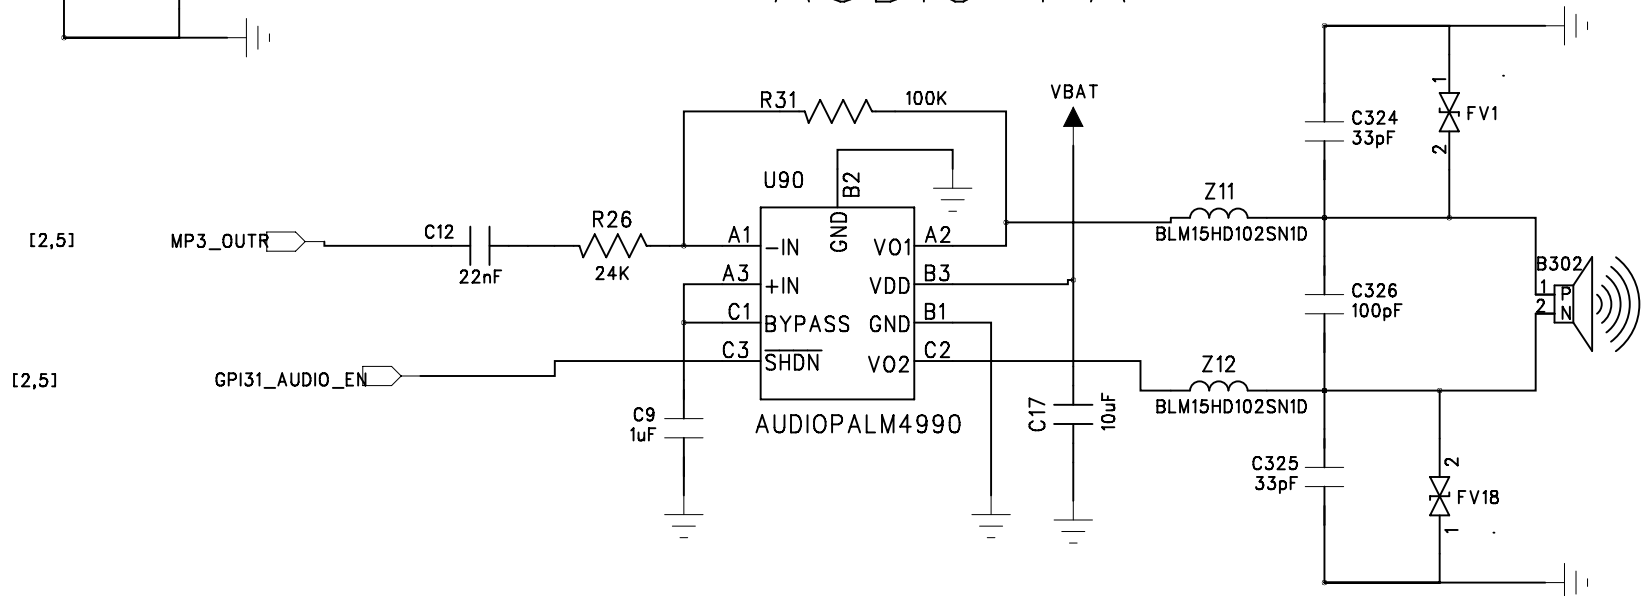 VBAT
R31
100K
1
FV1
2
C324
33pF
U90
B2
GND
Z11
BLM15HD102SN1D
[2,5]
MP3_OUTR
C12
22nF
R26
24K
A1
-IN
VO1
A2
A3
+IN
VDD
B3
C1
BYPASS
GND
B1
C3
SHDN
VO2
C2
AUDIOPALM4990
C326
100pF
B302
1
P
2
N
[2,5]
GPI31_AUDIO_EN
C9
1uF
C17
10uF
Z12
BLM15HD102SN1D
C325
33pF
2
FV18
1